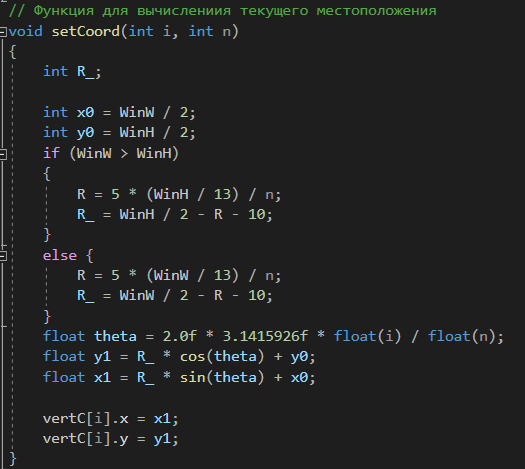 // Функция для вычислениия текущего местоположения
void setCoord(int i, int n)
{
    int R_;

    int x0 = WinW / 2;
    int y0 = WinH / 2;
    if (WinW > WinH)
    {
        R = 5 * (WinH / 13) / n;
        R_ = WinH / 2 - R - 10;
    }
    else {
        R = 5 * (WinW / 13) / n;
        R_ = WinW / 2 - R - 10;
    }
    float theta = 2.0f * 3.1415926f * float(i) / float(n);
    float y1 = R_ * cos(theta) + y0;
    float x1 = R_ * sin(theta) + x0;

    vertC[i].x = x1;
    vertC[i].y = y1;
}